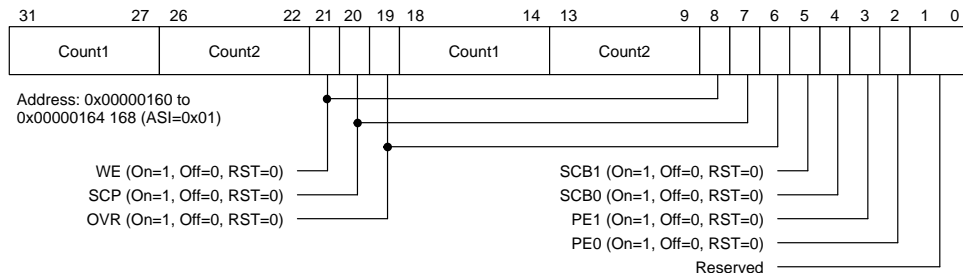 31 27 26 22 21 20 19 18 14 13 9 8 7 6 5 4 3 2 1 0
Count1 Count2 Count1 Count2
Address: 0x00000160 to
0x00000164 168 (ASI=0x01)
WE (On=1, Off=0, RST=0) SCB1 (On=1, Off=0, RST=0)
SCP (On=1, Off=0, RST=0) SCB0 (On=1, Off=0, RST=0)
OVR (On=1, Off=0, RST=0) PE1 (On=1, Off=0, RST=0)
PE0 (On=1, Off=0, RST=0)
Reserved